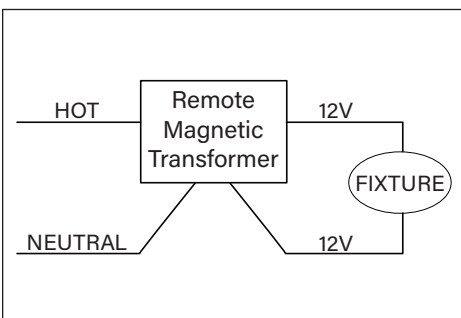 HOT
Remote
Magnetic
Transformer
12V
FIXTURE
NEUTRAL
12V